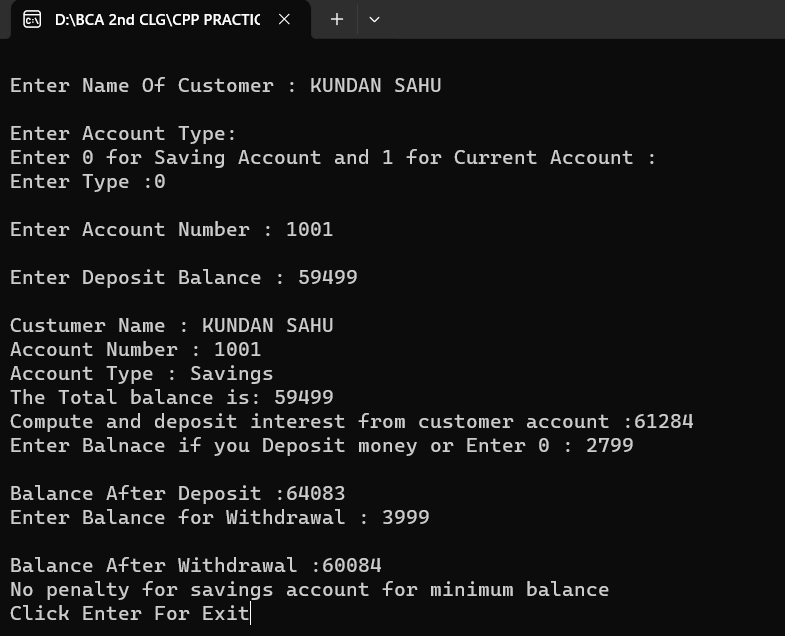 D:\BCA 2nd CLG\CPP PRACTIC
Enter Name Of Customer : KUNDAN SAHU
Enter Account Type:
Enter 0 for Saving Account and 1 for Current Account :
Enter Type :0
Enter Account Number : 1001
Enter Deposit Balance : 59499
Custumer Name : KUNDAN SAHU
Account Number : 1001
Account Type : Savings
The Total balance is: 59499
Compute and deposit interest from customer account :61284
Enter Balnace if you Deposit money or Enter 0 : 2799
Balance After Deposit :64083
Enter Balance for Withdrawal : 3999
Balance After Withdrawal :60084
No penalty for savings account for minimum balance
Click Enter For Exit